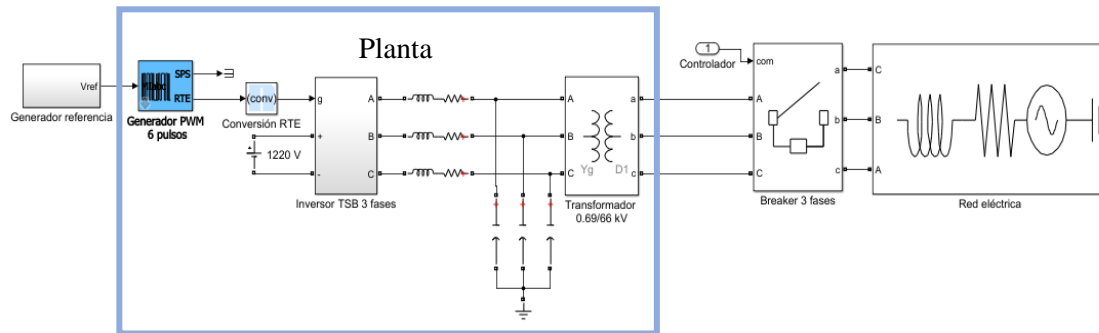 Planta
Vref
Generador referencia
SPS
RTE
Generador PWM
6 pulsos
(conv)
Conversión RTE
+
1220 V
g
+
-
A
B
C
Inversor TSB 3 fases
A
B
C
a
b
c
Yg
D1
Transformador
0.69/66 kV
1
Controlador
com
A
B
C
a
b
c
Breaker 3 fases
C
B
A
Red eléctrica